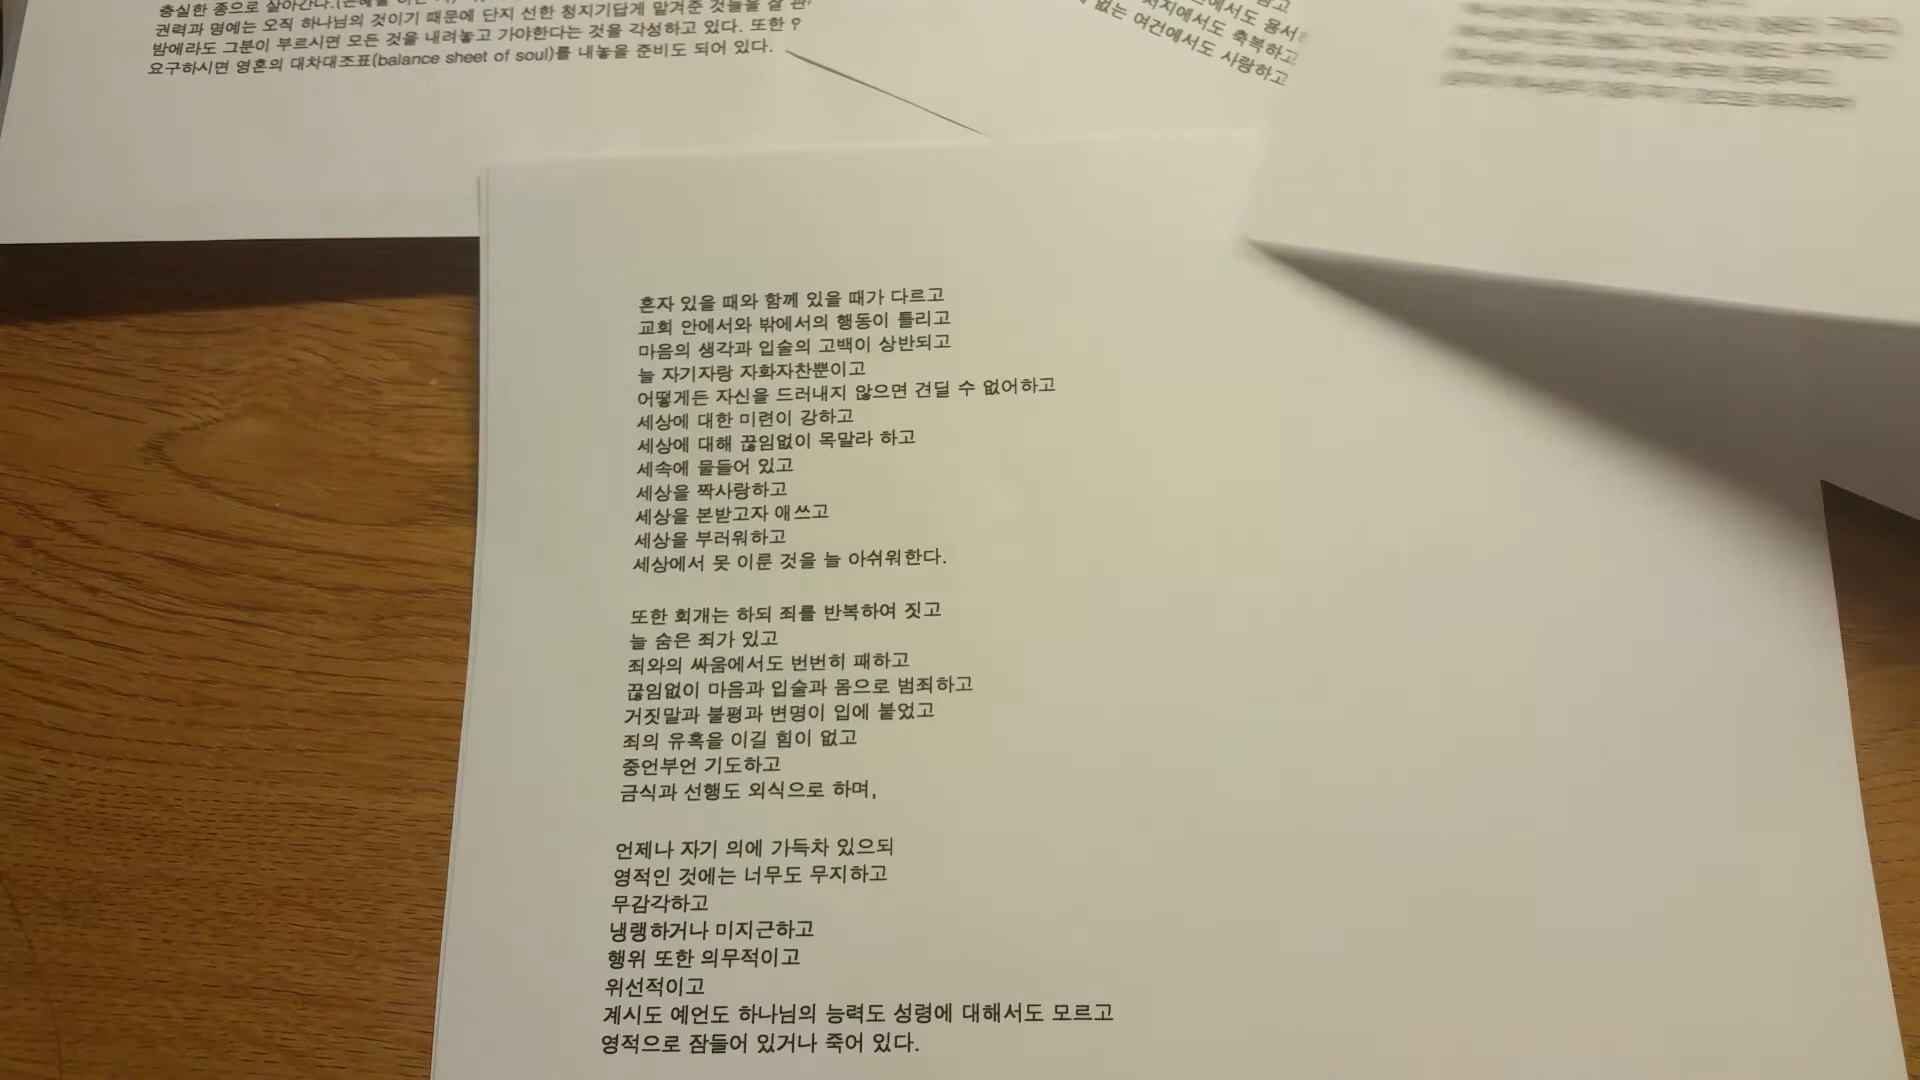 충실한 종으로 살아간다.
권력과 명예는 오직 하나님의 것이기 때문에 단지 선한 청지기답게 맡겨준 것들을 잘 관
밤에라도 그분이 부르시면 모든 것을 내려놓고 가야한다는 것을 각성하고 있다. 또한 ?
요구하시면 영혼의 대차대조표(balance sheet of soul)를 내놓을 준비도 되어 있다.
에서도 용서
처지에서도 축복하고
없는 여건에서도 사랑하고
혼자 있을 때와 함께 있을 때가 다르고
교회 안에서와 밖에서의 행동이 틀리고
마음의 생각과 입술의 고백이 상반되고
늘 자기자랑 자화자찬뿐이고
어떻게든 자신을 드러내지 않으면 견딜 수 없어하고
세상에 대한 미련이 강하고
세상에 대해 끊임없이 목말라 하고
세속에 물들어 있고
세상을 짝사랑하고
세상을 본받고자 애쓰고
세상을 부러워하고
세상에서 못 이룬 것을 늘 아쉬워한다.
또한 회개는 하되 죄를 반복하여 짓고
늘 숨은 죄가 있고
죄와의 싸움에서도 번번히 패하고
끊임없이 마음과 입술과 몸으로 범죄하고
거짓말과 불평과 변명이 입에 붙었고
죄의 유혹을 이길 힘이 없고
중언부언 기도하고
금식과 선행도 외식으로 하며,
언제나 자기 의에 가득차 있으되
영적인 것에는 너무도 무지하고
무감각하고
냉랭하거나 미지근하고
행위 또한 의무적이고
위선적이고
계시도 예언도 하나님의 능력도 성령에 대해서도 모르고
영적으로 잠들어 있거나 죽어 있다.